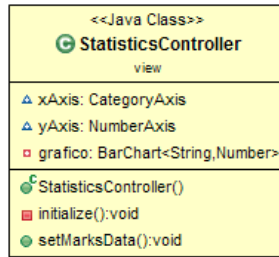 <<Java Class>>
C StatisticsController
view
xAxis: CategoryAxis
yAxis: NumberAxis
grafico: BarChart<String,Number>
C StatisticsController()
initialize():void
setMarksData():void